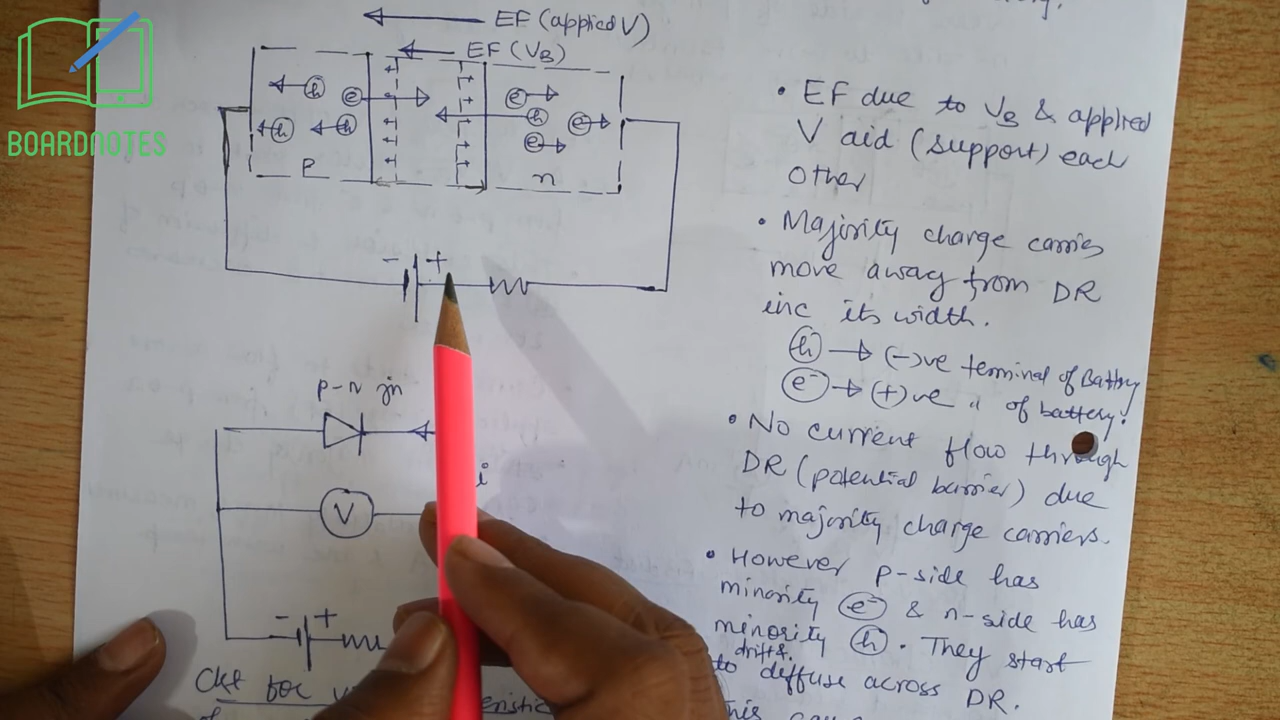 EF (applied V)
EF (VB)
h e e h
h h e e
P n
- +
p-n jn
i
V
- +
Ckt for V
BOARDNOTES
• EF due to VB & applied
V aid (support) each
other
• Majority charge carries
move away from DR
inc its width.
h → (-)ve terminal of Battery
e- → (+)ve " of battery.
• No current flow through
DR (potential barrier) due
to majority charge carriers.
• However p-side has
minority e- & n-side has
minority h. They start
drift &
to diffuse across DR.